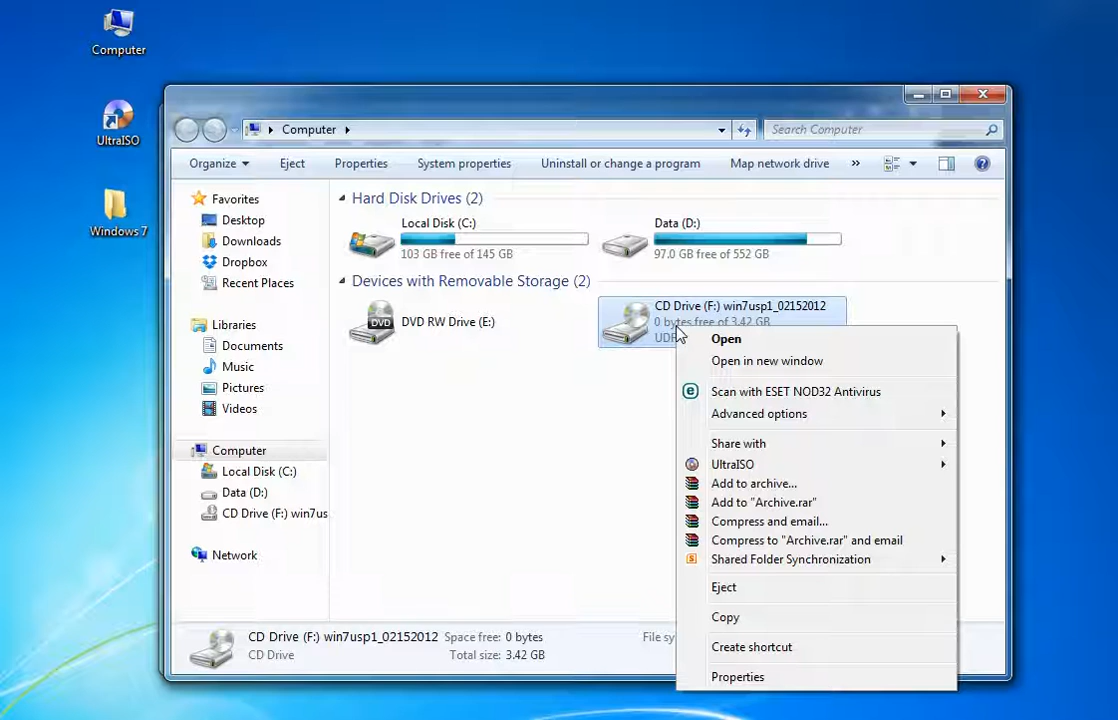 Computer
UltraISO
Windows 7
Computer
Search Computer
Organize Eject Properties System properties Uninstall or change a program Map network drive »
Favorites
Desktop
Downloads
Dropbox
Recent Places
Libraries
Documents
Music
Pictures
Videos
Computer
Local Disk (C:)
Data (D:)
CD Drive (F:) win7us
Network
Hard Disk Drives (2)
Local Disk (C:)
103 GB free of 145 GB
Data (D:)
97.0 GB free of 552 GB
Devices with Removable Storage (2)
DVD
DVD RW Drive (E:)
CD Drive (F:) win7usp1_02152012
0 bytes free of 3.42 GB
UDF
Open
Open in new window
e Scan with ESET NOD32 Antivirus
Advanced options
Share with
UltraISO
Add to archive...
Add to "Archive.rar"
Compress and email...
Compress to "Archive.rar" and email
S Shared Folder Synchronization
Eject
Copy
Create shortcut
Properties
CD Drive (F:) win7usp1_02152012 Space free: 0 bytes File sy
CD Drive Total size: 3.42 GB